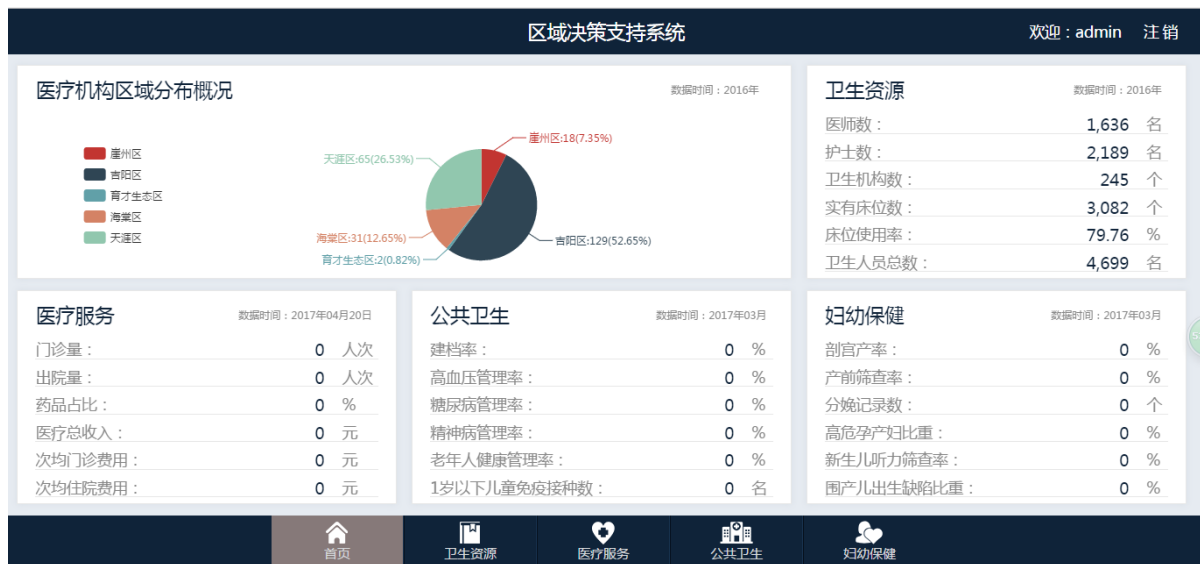 区域决策支持系统
欢迎：admin 注销
医疗机构区域分布概况 数据时间：2016年
崖州区
吉阳区
育才生态区
海棠区
天涯区
崖州区:18(7.35%)
天涯区:65(26.53%)
海棠区:31(12.65%)
吉阳区:129(52.65%)
育才生态区:2(0.82%)
卫生资源 数据时间：2016年
医师数： 1,636 名
护士数： 2,189 名
卫生机构数： 245 个
实有床位数： 3,082 个
床位使用率： 79.76 %
卫生人员总数： 4,699 名
医疗服务 数据时间：2017年04月20日
门诊量： 0 人次
出院量： 0 人次
药品占比： 0 %
医疗总收入： 0 元
次均门诊费用： 0 元
次均住院费用： 0 元
公共卫生 数据时间：2017年03月
建档率： 0 %
高血压管理率： 0 %
糖尿病管理率： 0 %
精神病管理率： 0 %
老年人健康管理率： 0 %
1岁以下儿童免疫接种数： 0 名
妇幼保健 数据时间：2017年03月
剖宫产率： 0 %
产前筛查率： 0 %
分娩记录数： 0 个
高危孕产妇比重： 0 %
新生儿听力筛查率： 0 %
围产儿出生缺陷比重： 0 %
首页 卫生资源 医疗服务 公共卫生 妇幼保健